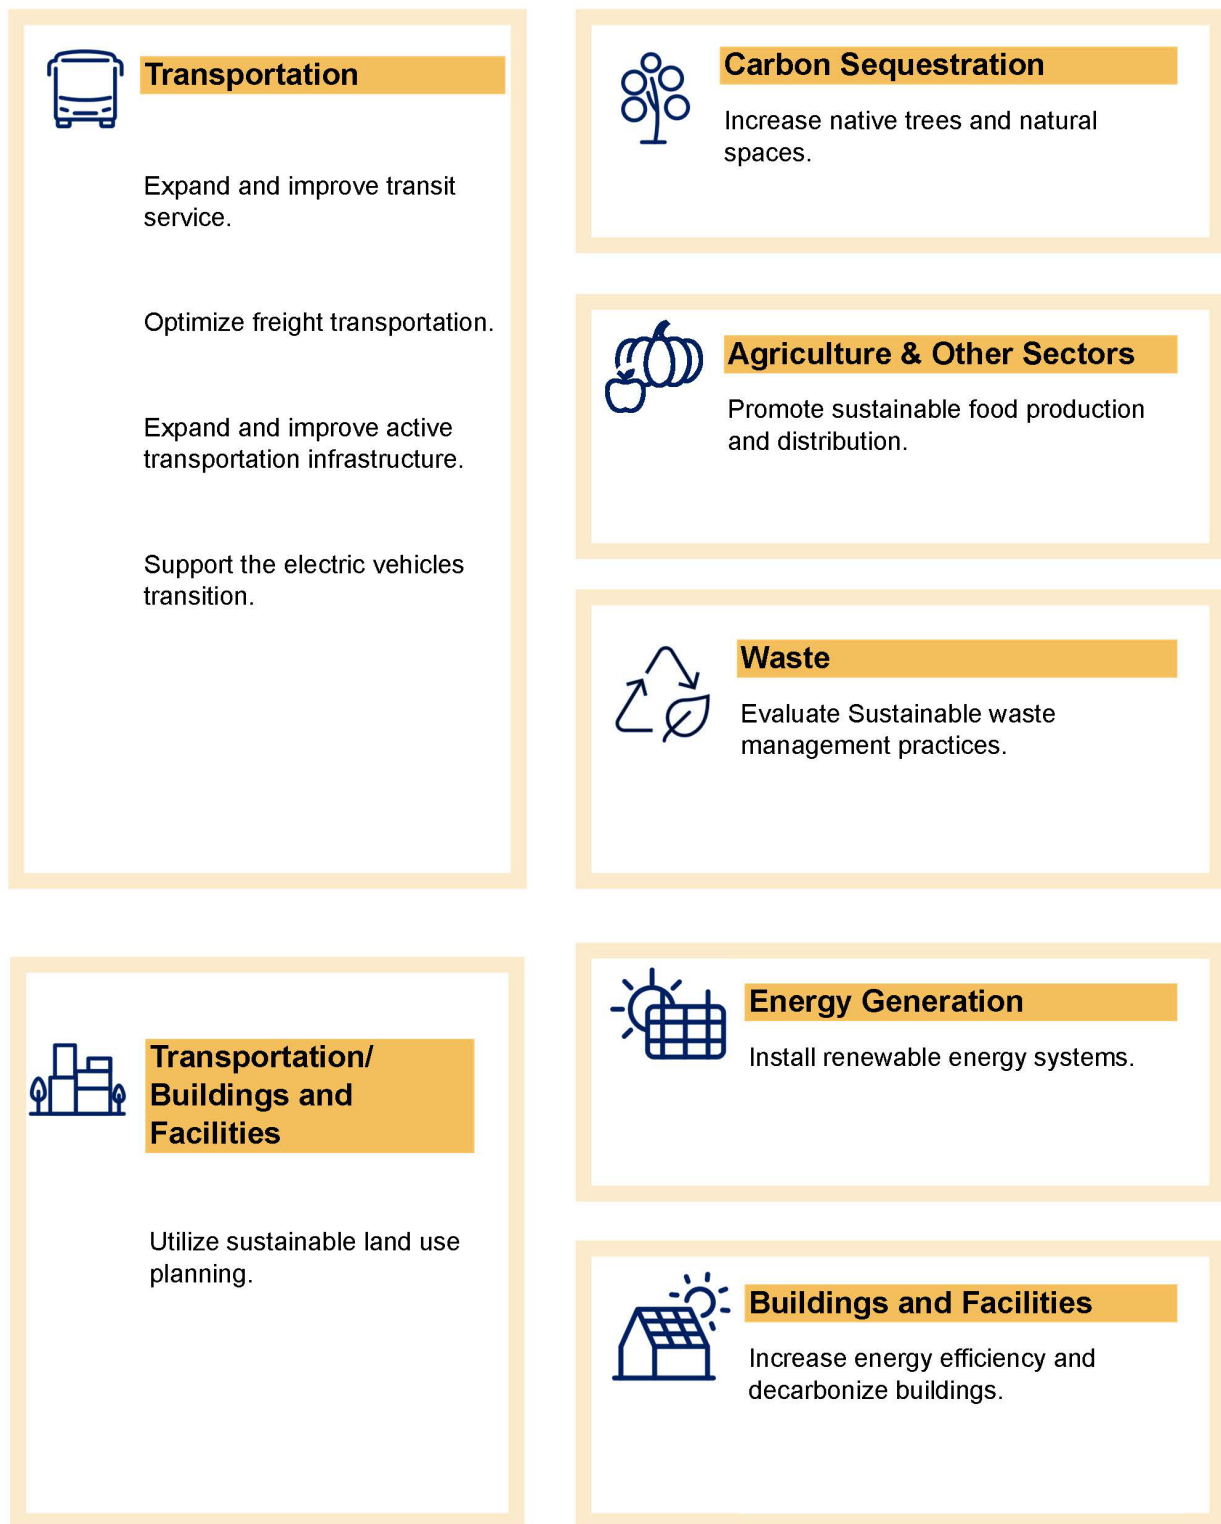 Transportation
Expand and improve transit
service.
Optimize freight transportation.
Expand and improve active
transportation infrastructure.
Support the electric vehicles
transition.
Carbon Sequestration
Increase native trees and natural
spaces.
Agriculture & Other Sectors
Promote sustainable food production
and distribution.
Waste
Evaluate Sustainable waste
management practices.
Transportation/
Buildings and
Facilities
Utilize sustainable land use
planning.
Energy Generation
Install renewable energy systems.
Buildings and Facilities
Increase energy efficiency and
decarbonize buildings.